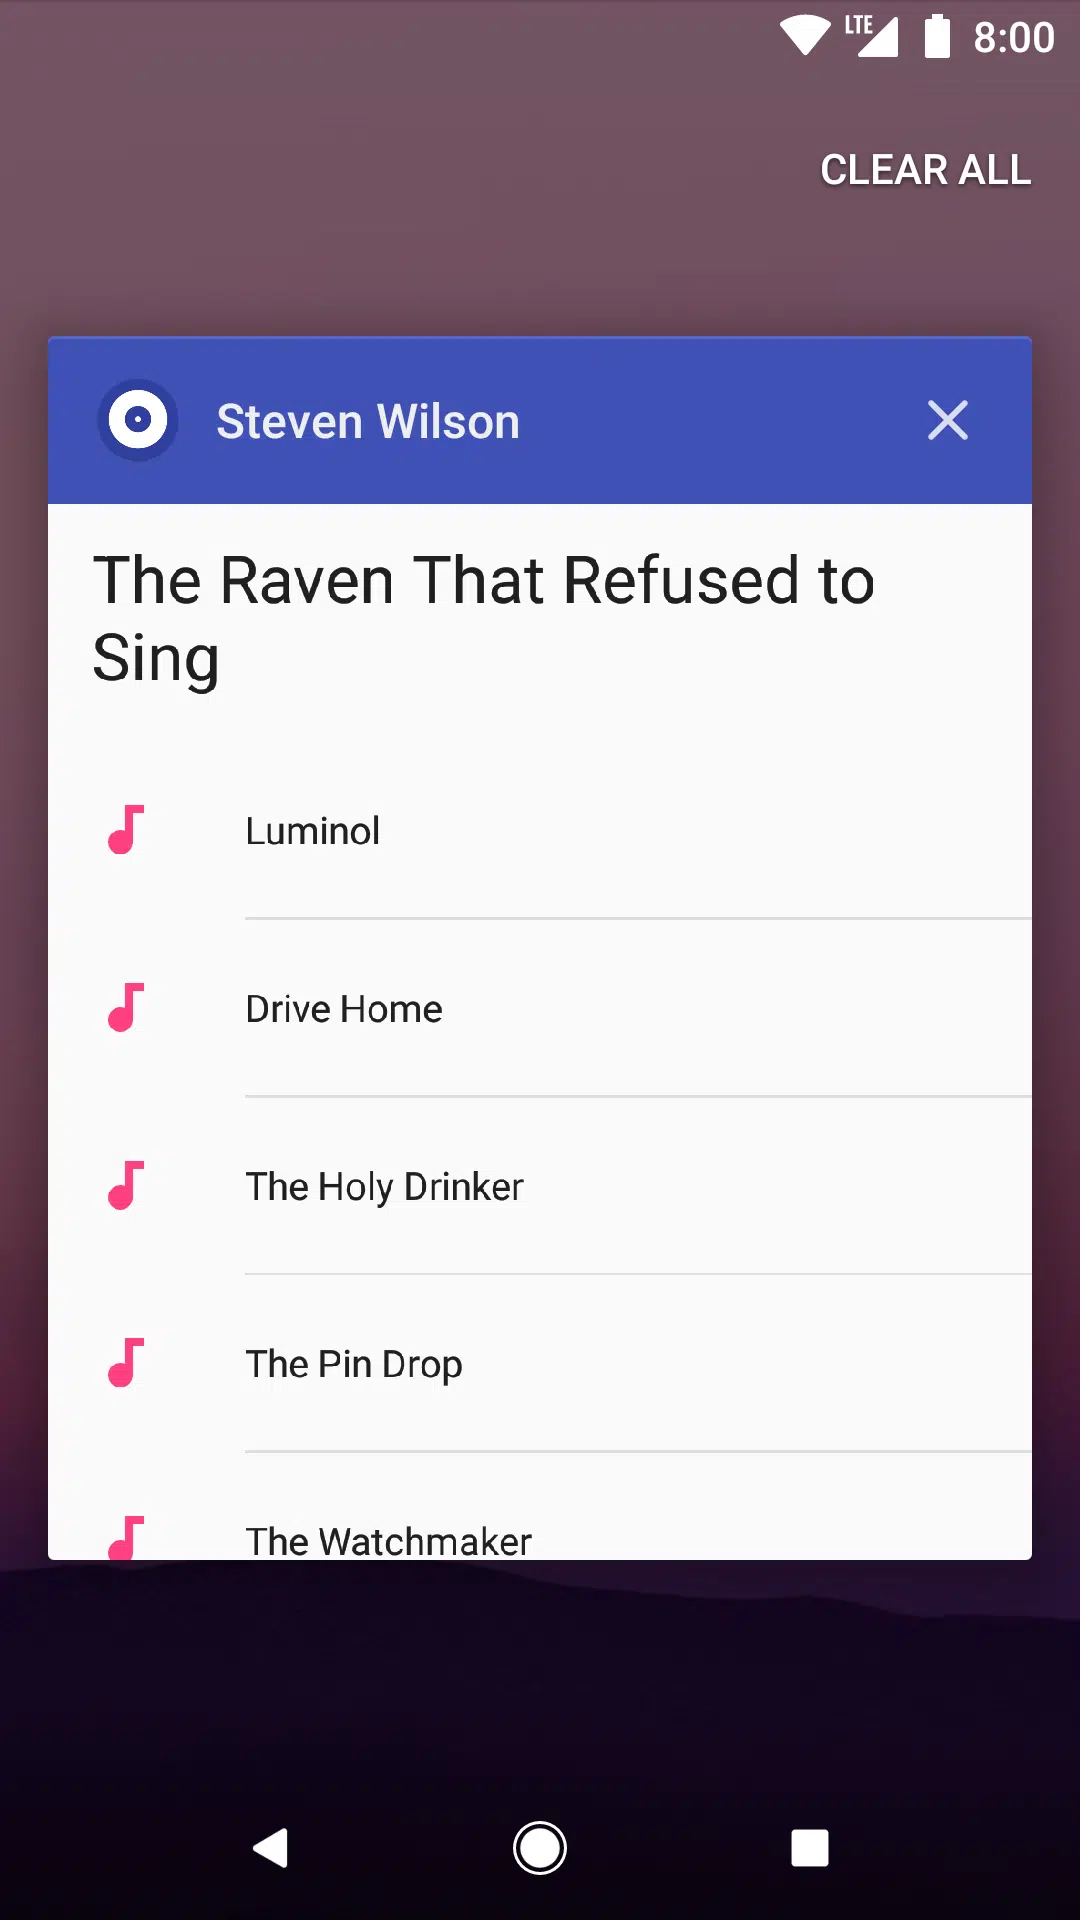 LTE 8:00
CLEAR ALL
Steven Wilson
The Raven That Refused to
Sing
Luminol
Drive Home
The Holy Drinker
The Pin Drop
The Watchmaker